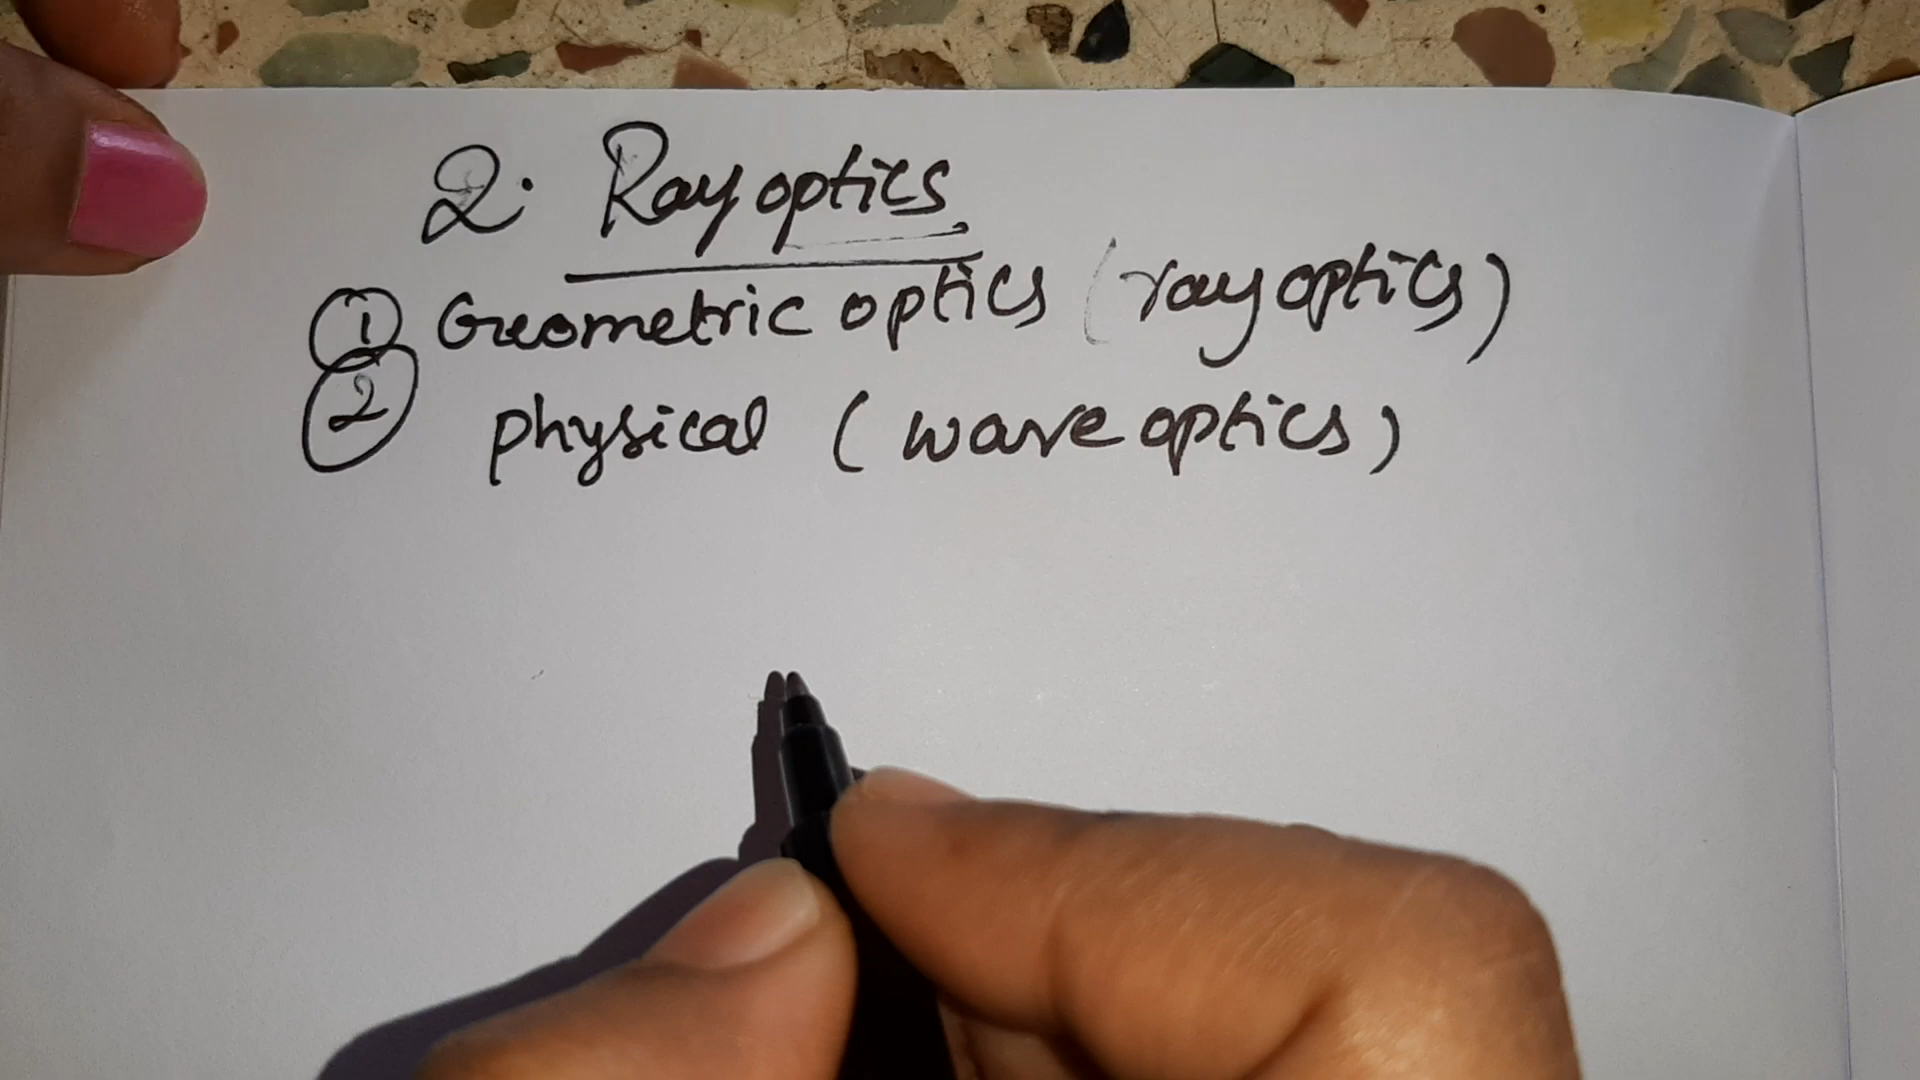 2. Ray optics
① Geometric optics (ray optics)
② physical (wave optics)